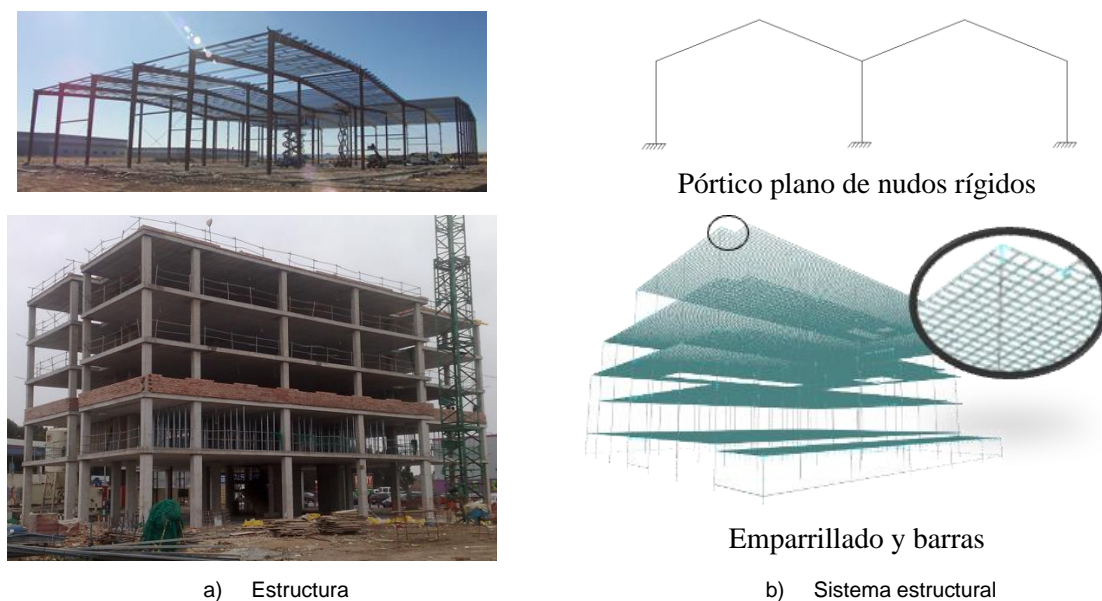 Pórtico plano de nudos rígidos
Emparrillado y barras
a) Estructura
b) Sistema estructural